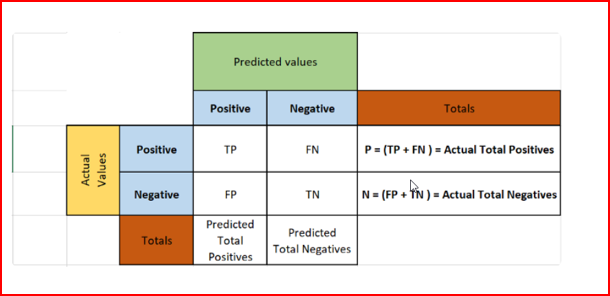 Predicted values
Positive Negative Totals
Actual
Values
Positive TP FN P = (TP + FN ) = Actual Total Positives
Negative FP TN N = (FP + TN ) = Actual Total Negatives
Totals
Predicted
Total
Positives
Predicted
Total Negatives